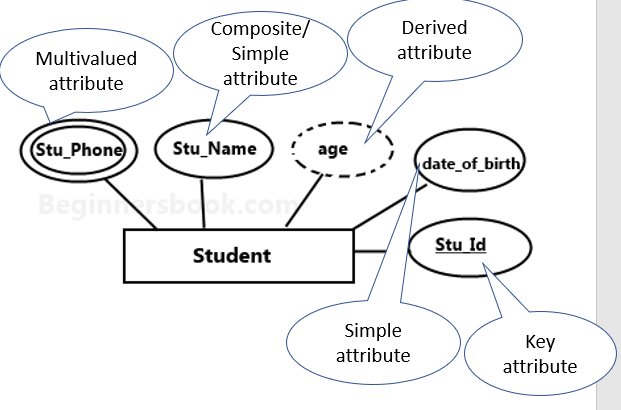 Multivalued
attribute
Composite/
Simple
attribute
Derived
attribute
Stu_Phone
Stu_Name
age
date_of_birth
Beginnersbook.com
Student
Stu_Id
Simple
attribute
Key
attribute